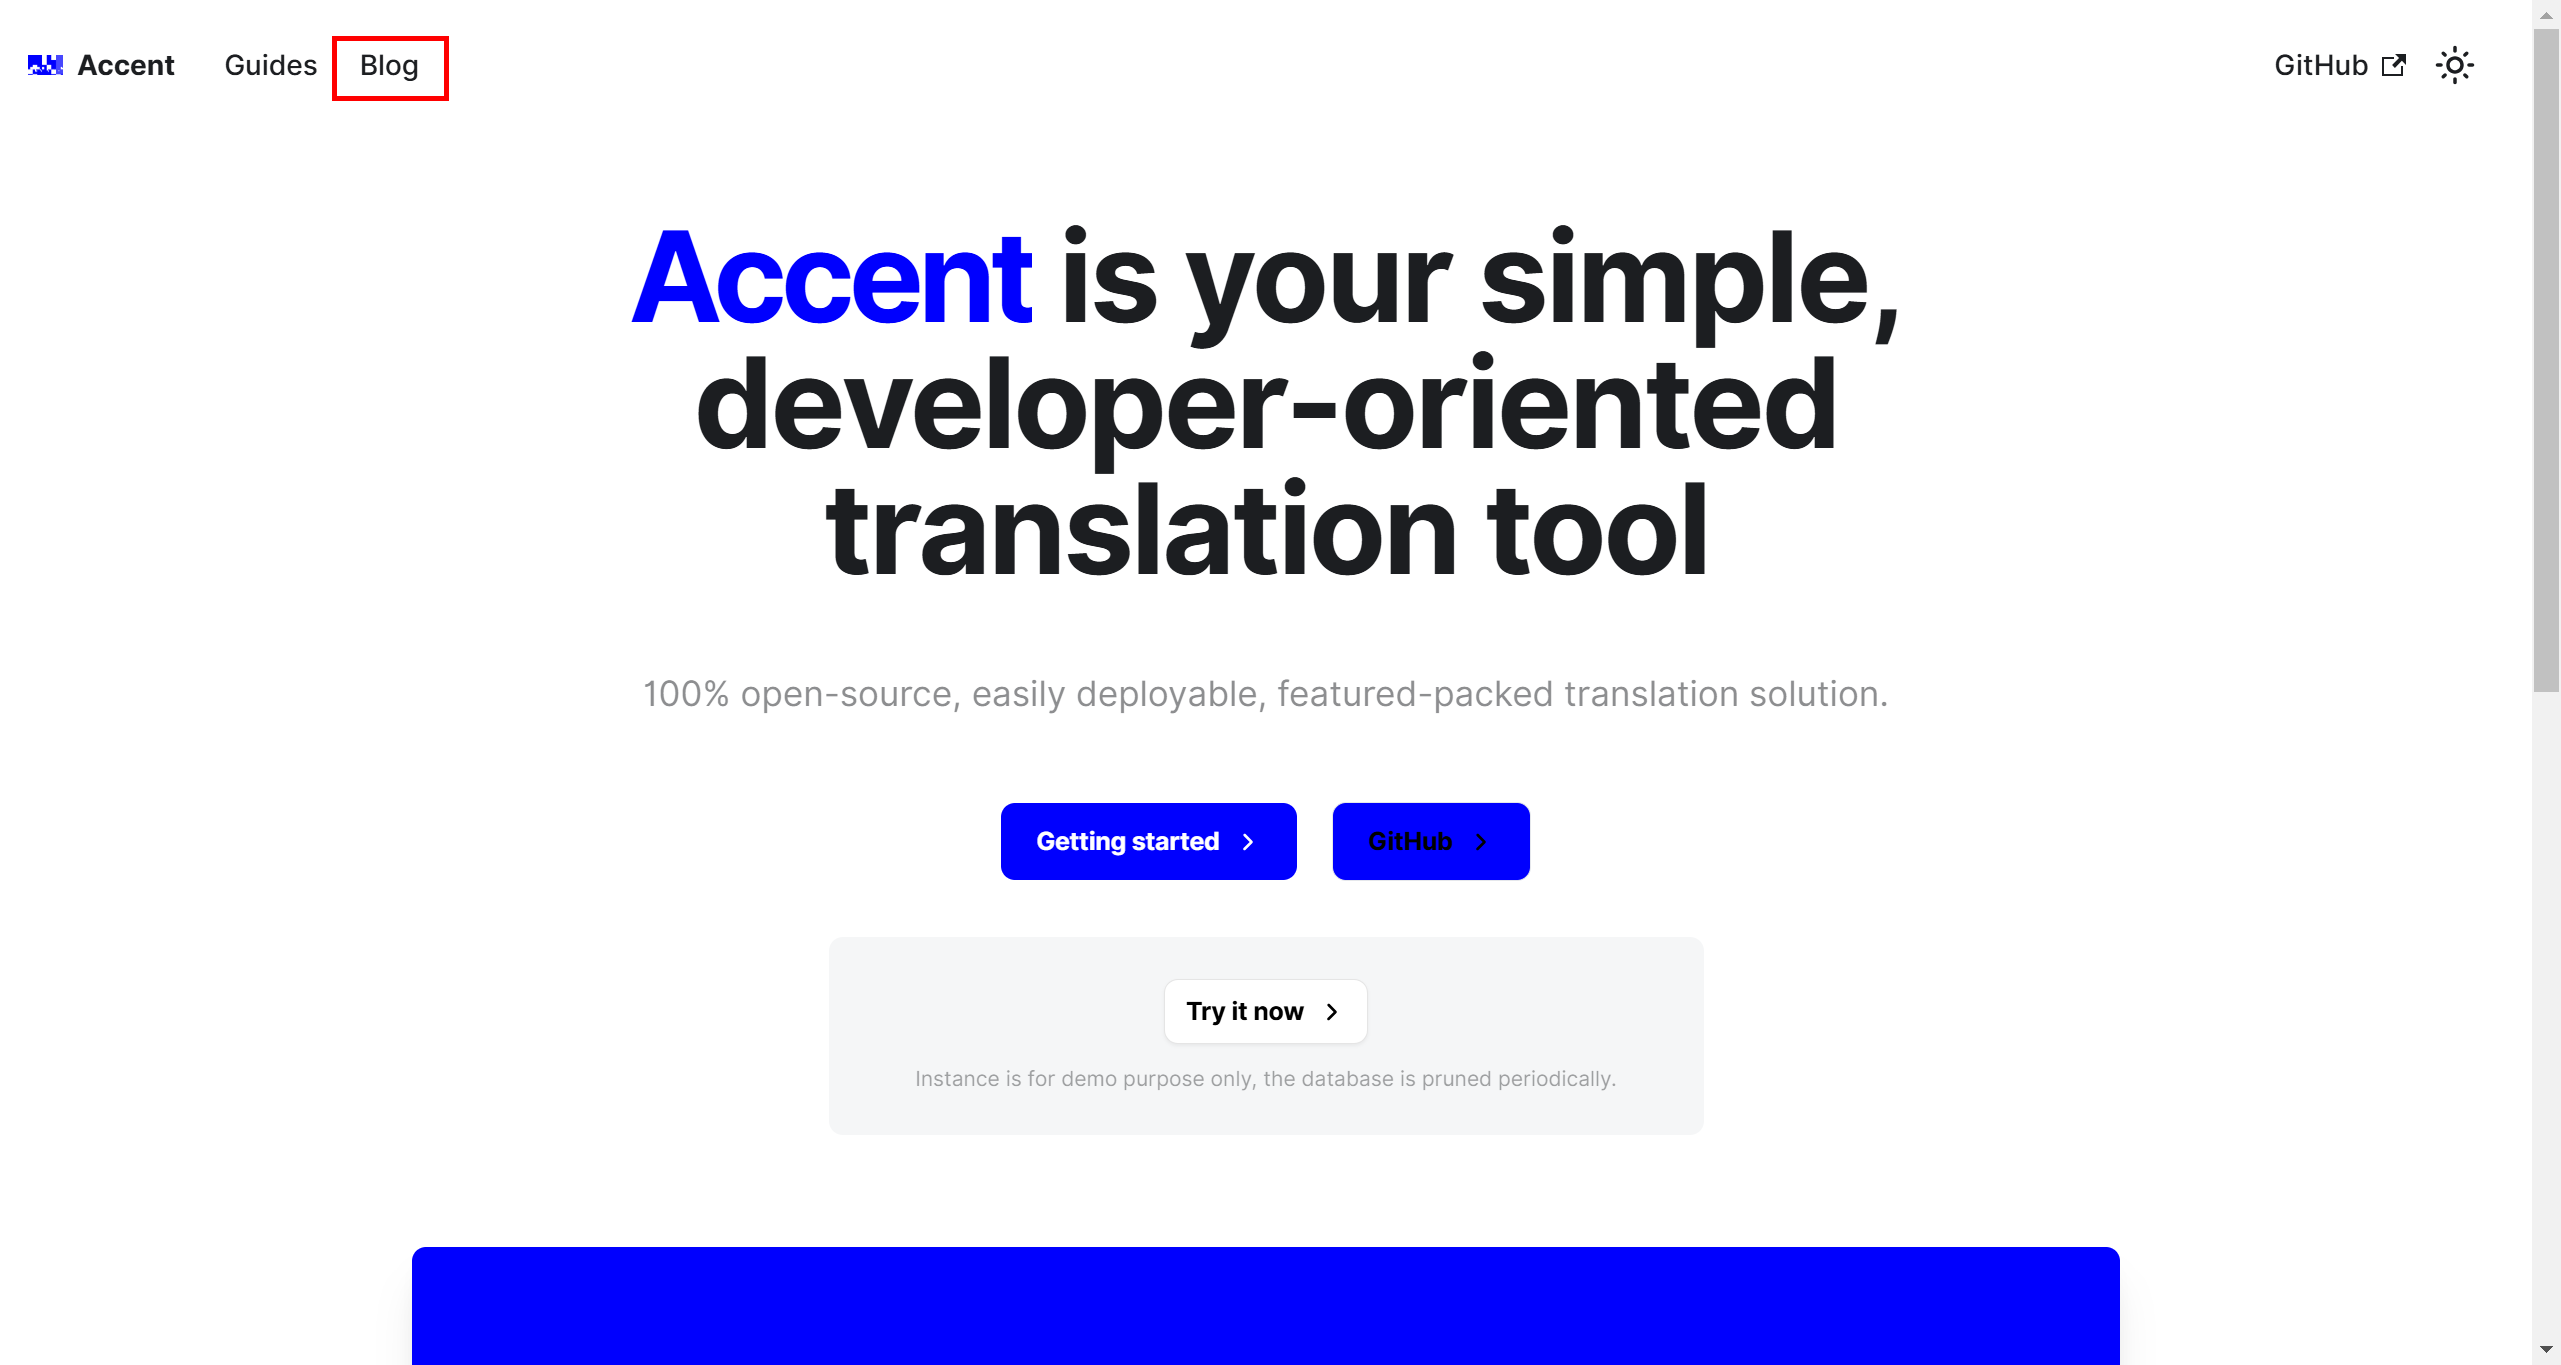 Accent Guides Blog GitHub
Accent is your simple,
developer-oriented
translation tool
100% open-source, easily deployable, featured-packed translation solution.
Getting started GitHub
Try it now
Instance is for demo purpose only, the database is pruned periodically.